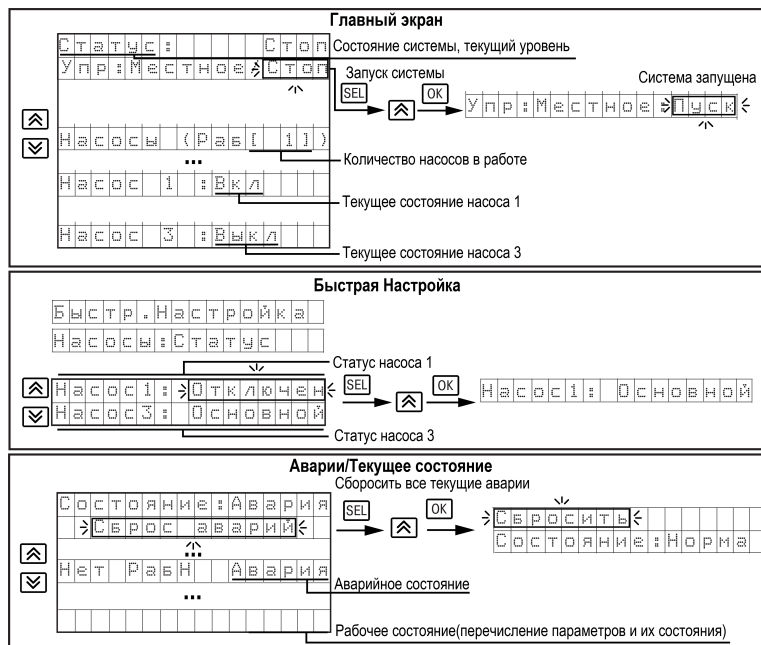 Главный экран
Статус: Стоп Состояние системы, текущий уровень
Упр:Местное Стоп
Запуск системы
SEL OK
Система запущена
Упр:Местное:Пуск
Насосы (Раб[ 1])
Количество насосов в работе
...
Насос 1 :Вкл
Текущее состояние насоса 1
Насос 3 :Выкл
Текущее состояние насоса 3
Быстрая Настройка
Быстр.Настройка
Насосы:Статус
Статус насоса 1
Насос1: Отключен SEL OK Насос1: Основной
Насос3: Основной
Статус насоса 3
Аварии/Текущее состояние
Сбросить все текущие аварии
Состояние:Авария SEL OK Сбросить
Сброс аварий Состояние:Норма
...
Нет РабН Авария
Аварийное состояние
...
Рабочее состояние(перечисление параметров и их состояния)